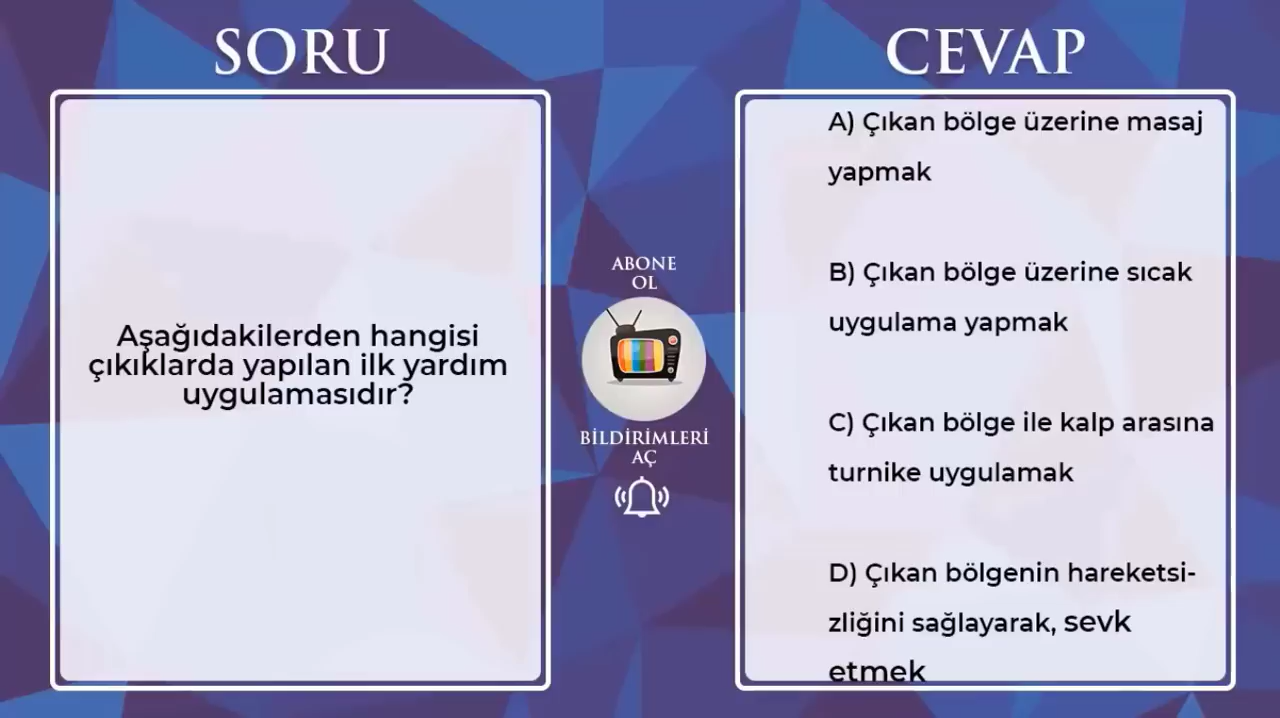 SORU
Aşağıdakilerden hangisi
çıkıklarda yapılan ilk yardım
uygulamasıdır?
ABONE
OL
BİLDİRİMLERİ
AÇ
CEVAP
A) Çıkan bölge üzerine masaj
yapmak
B) Çıkan bölge üzerine sıcak
uygulama yapmak
C) Çıkan bölge ile kalp arasına
turnike uygulamak
D) Çıkan bölgenin hareketsi-
zliğini sağlayarak, sevk
etmek